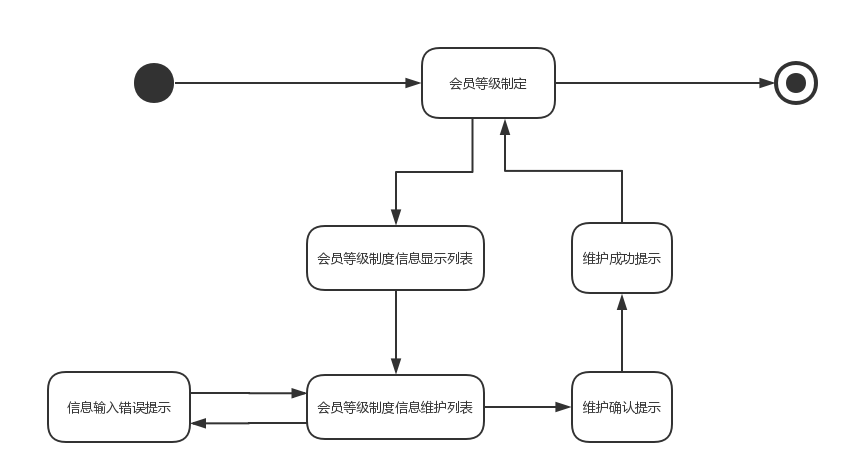 会员等级制定
会员等级制度信息显示列表
维护成功提示
信息输入错误提示
会员等级制度信息维护列表
维护确认提示